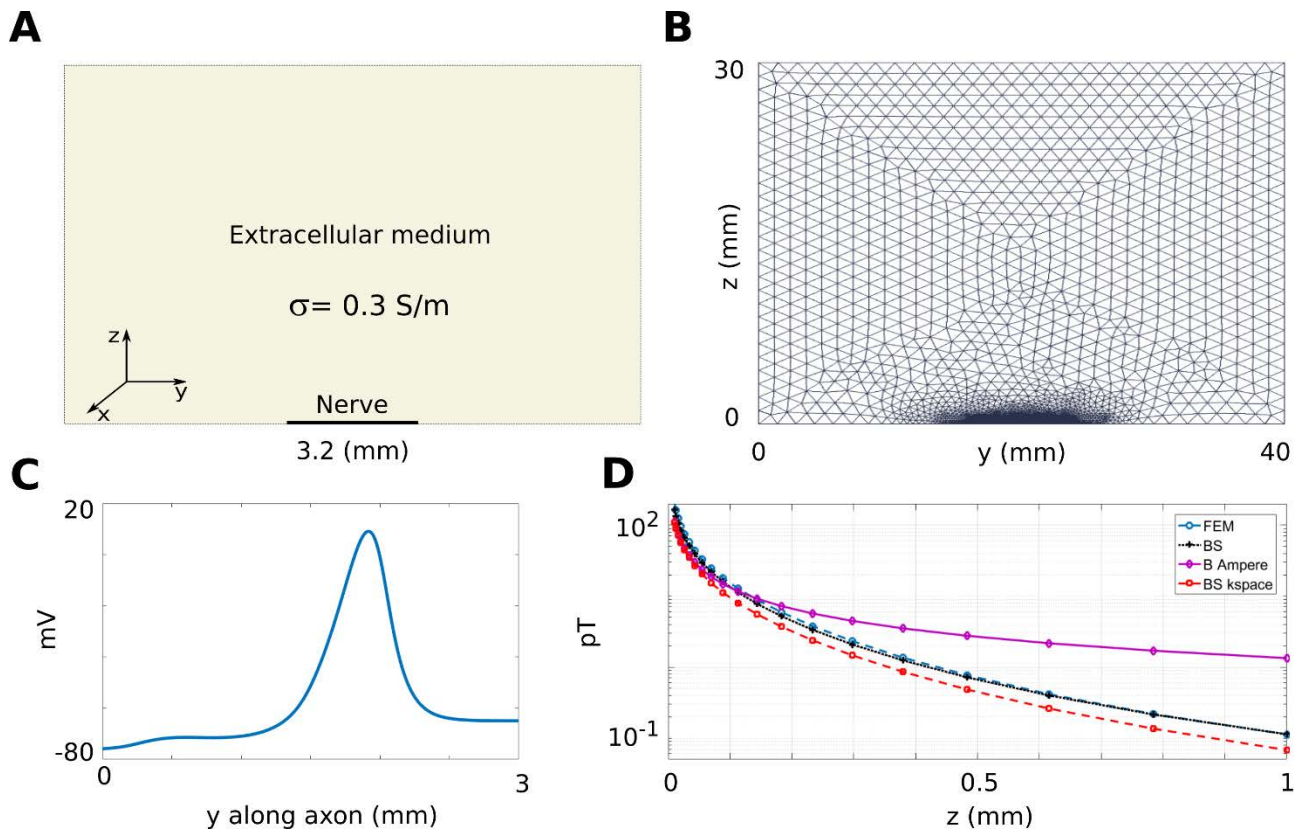 A
Extracellular medium
σ= 0.3 S/m
z
y
x
Nerve
3.2 (mm)
B
30
z (mm)
0
0
y (mm)
40
C
20
mV
-80
0
3
y along axon (mm)
D
10²
pT
10⁻¹
FEM
BS
B Ampere
BS kspace
0
0.5
1
z (mm)